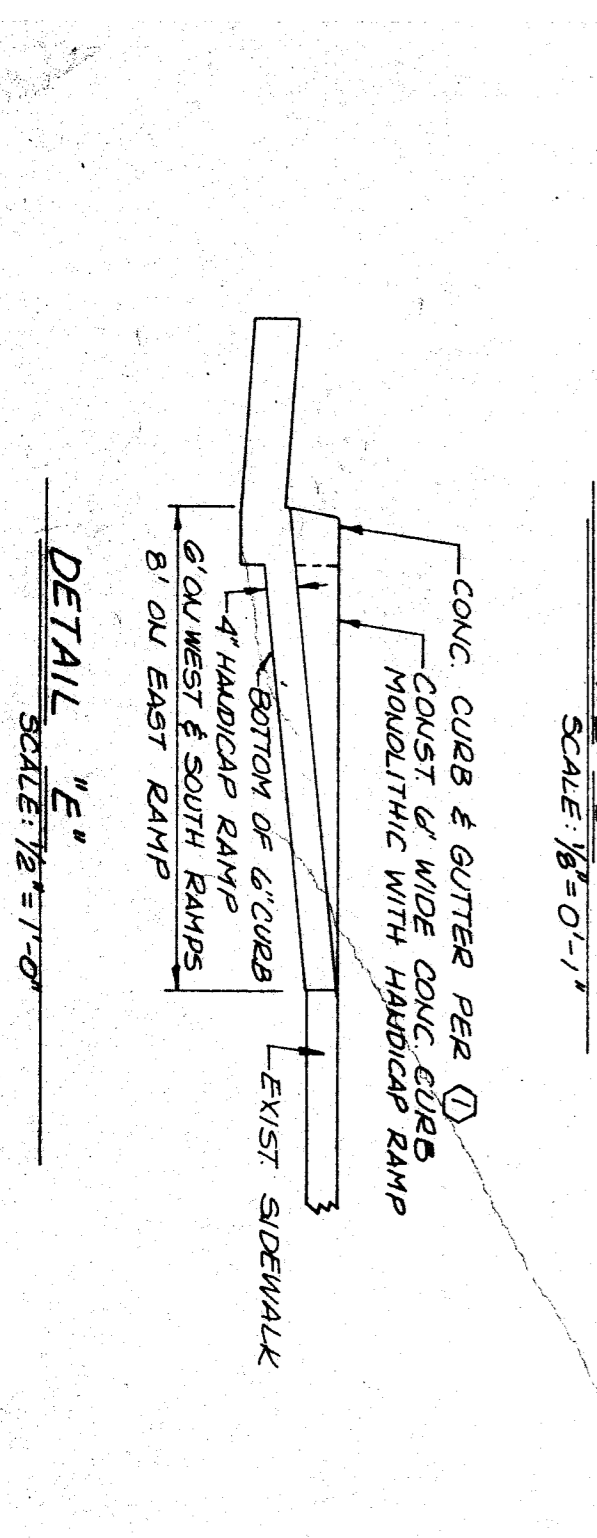 SCALE: 1/8"=0'-1"
CONC. CURB & GUTTER PER 1
CONST. 6" WIDE CONC. CURB
MONOLITHIC WITH HANDICAP RAMP
EXIST. SIDEWALK
BOTTOM OF 6" CURB
4" HANDICAP RAMP
6' ON WEST & SOUTH RAMPS
8' ON EAST RAMP
DETAIL "E"
SCALE: 1/2"=1'-0"